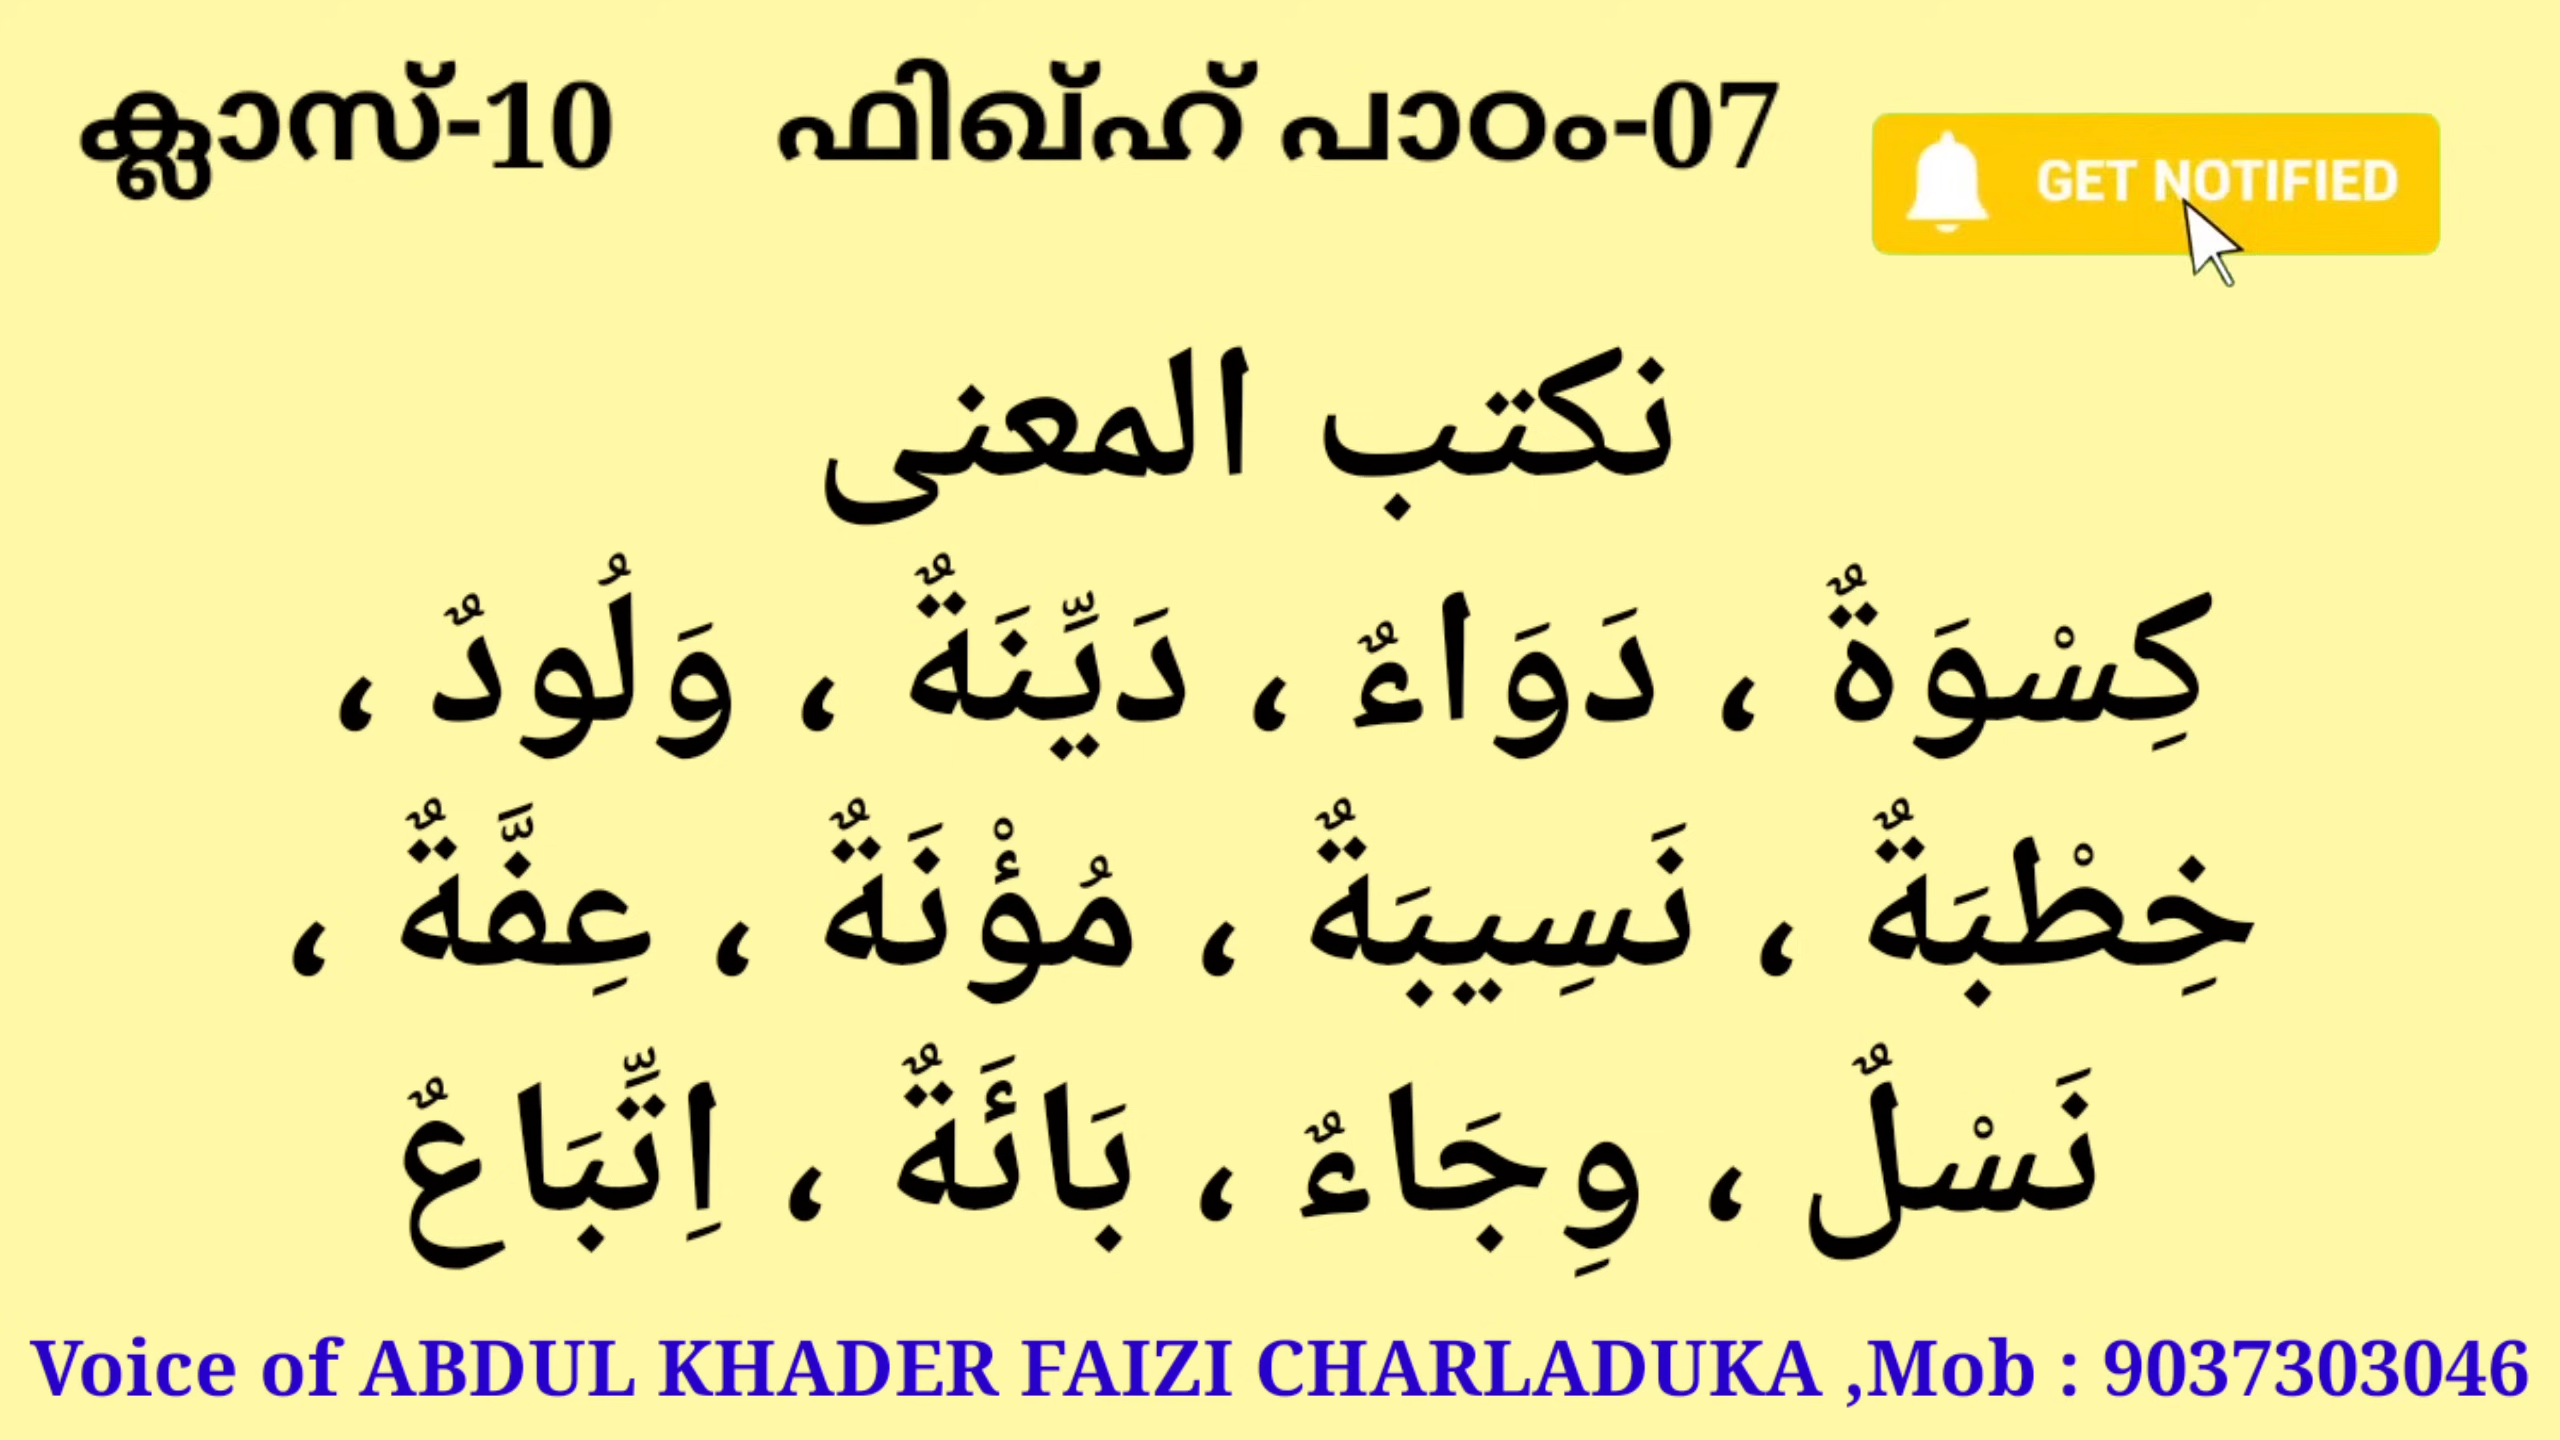 ക്ലാസ്-10 ഫിഖ്ഹ് പാഠം-07
GET NOTIFIED
نكتب المعنى
كِسْوَةٌ ، دَوَاءٌ ، دَيِّنَةٌ ، وَلُودٌ ،
خِطْبَةٌ ، نَسِيبَةٌ ، مُؤْنَةٌ ، عِفَّةٌ ،
نَسْلٌ ، وِجَاءٌ ، بَائَةٌ ، اِتِّبَاعٌ
Voice of ABDUL KHADER FAIZI CHARLADUKA ,Mob : 9037303046